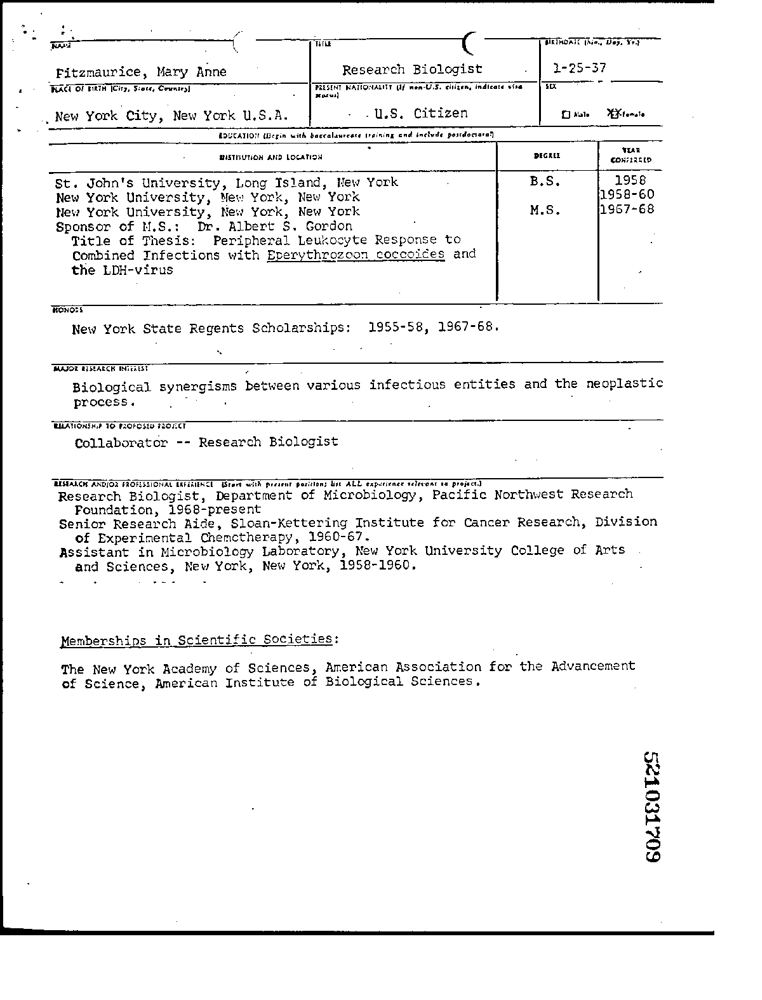 NAME
TITLE
BIRTHDATE (Mo., Day, Yr.)
Fitzmaurice, Mary Anne
Research Biologist
1-25-37
PLACE OF BIRTH (City, State, Country)
PRESENT NATIONALITY (If non-U.S. citizen, indicate visa status)
SEX
New York City, New York U.S.A.
U.S. Citizen
Male XX Female
EDUCATION (Begin with baccalaureate training and include postdoctoral)
INSTITUTION AND LOCATION
DEGREE
YEAR CONFERRED
St. John's University, Long Island, New York B.S. 1958
New York University, New York, New York 1958-60
New York University, New York, New York M.S. 1967-68
Sponsor of M.S.: Dr. Albert S. Gordon
Title of Thesis: Peripheral Leukocyte Response to
Combined Infections with Eperythrozoon coccoides and
the LDH-virus
HONORS
New York State Regents Scholarships: 1955-58, 1967-68.
MAJOR RESEARCH INTEREST
Biological synergisms between various infectious entities and the neoplastic
process.
RELATIONSHIP TO PROPOSED PROJECT
Collaborator -- Research Biologist
RESEARCH AND/OR PROFESSIONAL EXPERIENCE (Start with present position; list ALL experience relevant to project.)
Research Biologist, Department of Microbiology, Pacific Northwest Research
Foundation, 1968-present
Senior Research Aide, Sloan-Kettering Institute for Cancer Research, Division
of Experimental Chemotherapy, 1960-67.
Assistant in Microbiology Laboratory, New York University College of Arts
and Sciences, New York, New York, 1958-1960.
Memberships in Scientific Societies:
The New York Academy of Sciences, American Association for the Advancement
of Science, American Institute of Biological Sciences.
521031709